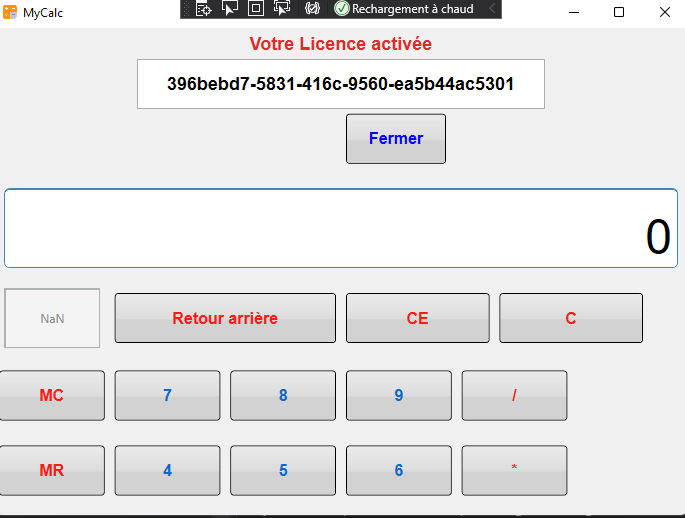 MyCalc
Rechargement à chaud
Votre Licence activée
396bebd7-5831-416c-9560-ea5b44ac5301
Fermer
0
NaN Retour arrière CE C
MC 7 8 9 /
MR 4 5 6 *